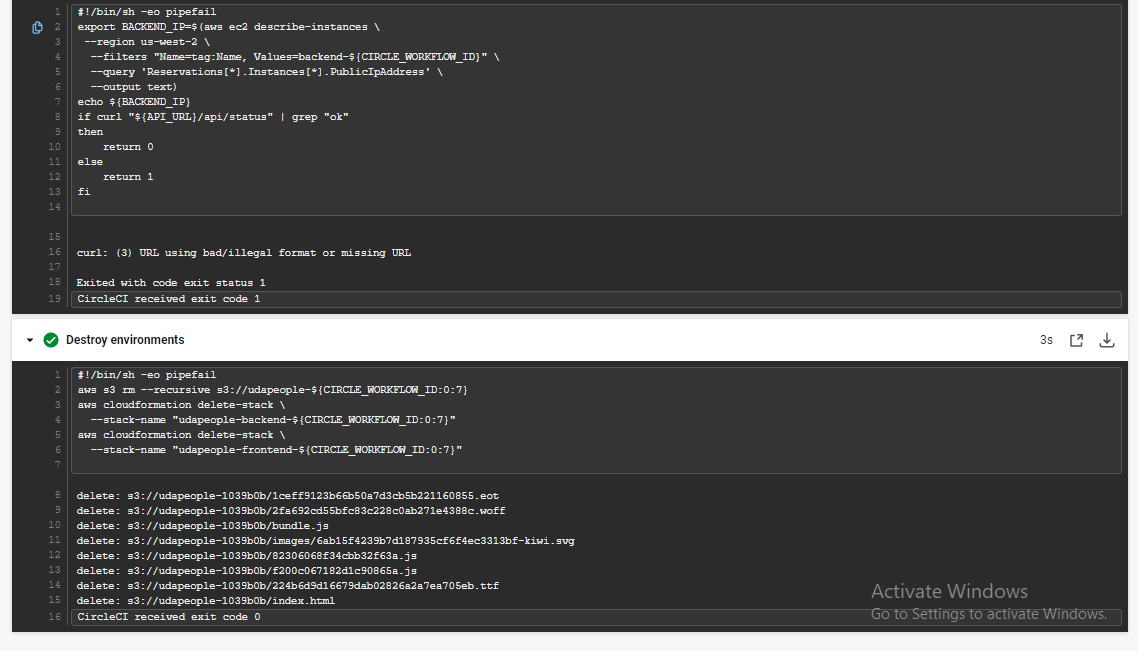 1 #!/bin/sh -eo pipefail
2 export BACKEND_IP=$(aws ec2 describe-instances \
3 --region us-west-2 \
4 --filters "Name=tag:Name, Values=backend-${CIRCLE_WORKFLOW_ID}" \
5 --query 'Reservations[*].Instances[*].PublicIpAddress' \
6 --output text)
7 echo ${BACKEND_IP}
8 if curl "${API_URL}/api/status" | grep "ok"
9 then
10 return 0
11 else
12 return 1
13 fi
14
15
16 curl: (3) URL using bad/illegal format or missing URL
17
18 Exited with code exit status 1
19 CircleCI received exit code 1
Destroy environments 3s
1 #!/bin/sh -eo pipefail
2 aws s3 rm --recursive s3://udapeople-${CIRCLE_WORKFLOW_ID:0:7}
3 aws cloudformation delete-stack \
4 --stack-name "udapeople-backend-${CIRCLE_WORKFLOW_ID:0:7}"
5 aws cloudformation delete-stack \
6 --stack-name "udapeople-frontend-${CIRCLE_WORKFLOW_ID:0:7}"
7
8 delete: s3://udapeople-1039b0b/1ceff9123b66b50a7d3cb5b221160855.eot
9 delete: s3://udapeople-1039b0b/2fa692cd55bfc83c228c0ab271e4388c.woff
10 delete: s3://udapeople-1039b0b/bundle.js
11 delete: s3://udapeople-1039b0b/images/6ab15f4239b7d187935cf6f4ec3313bf-kiwi.svg
12 delete: s3://udapeople-1039b0b/82306068f34cbb32f63a.js
13 delete: s3://udapeople-1039b0b/f200c067182d1c90865a.js
14 delete: s3://udapeople-1039b0b/224b6d9d16679dab02826a2a7ea705eb.ttf
15 delete: s3://udapeople-1039b0b/index.html
16 CircleCI received exit code 0
Activate Windows
Go to Settings to activate Windows.